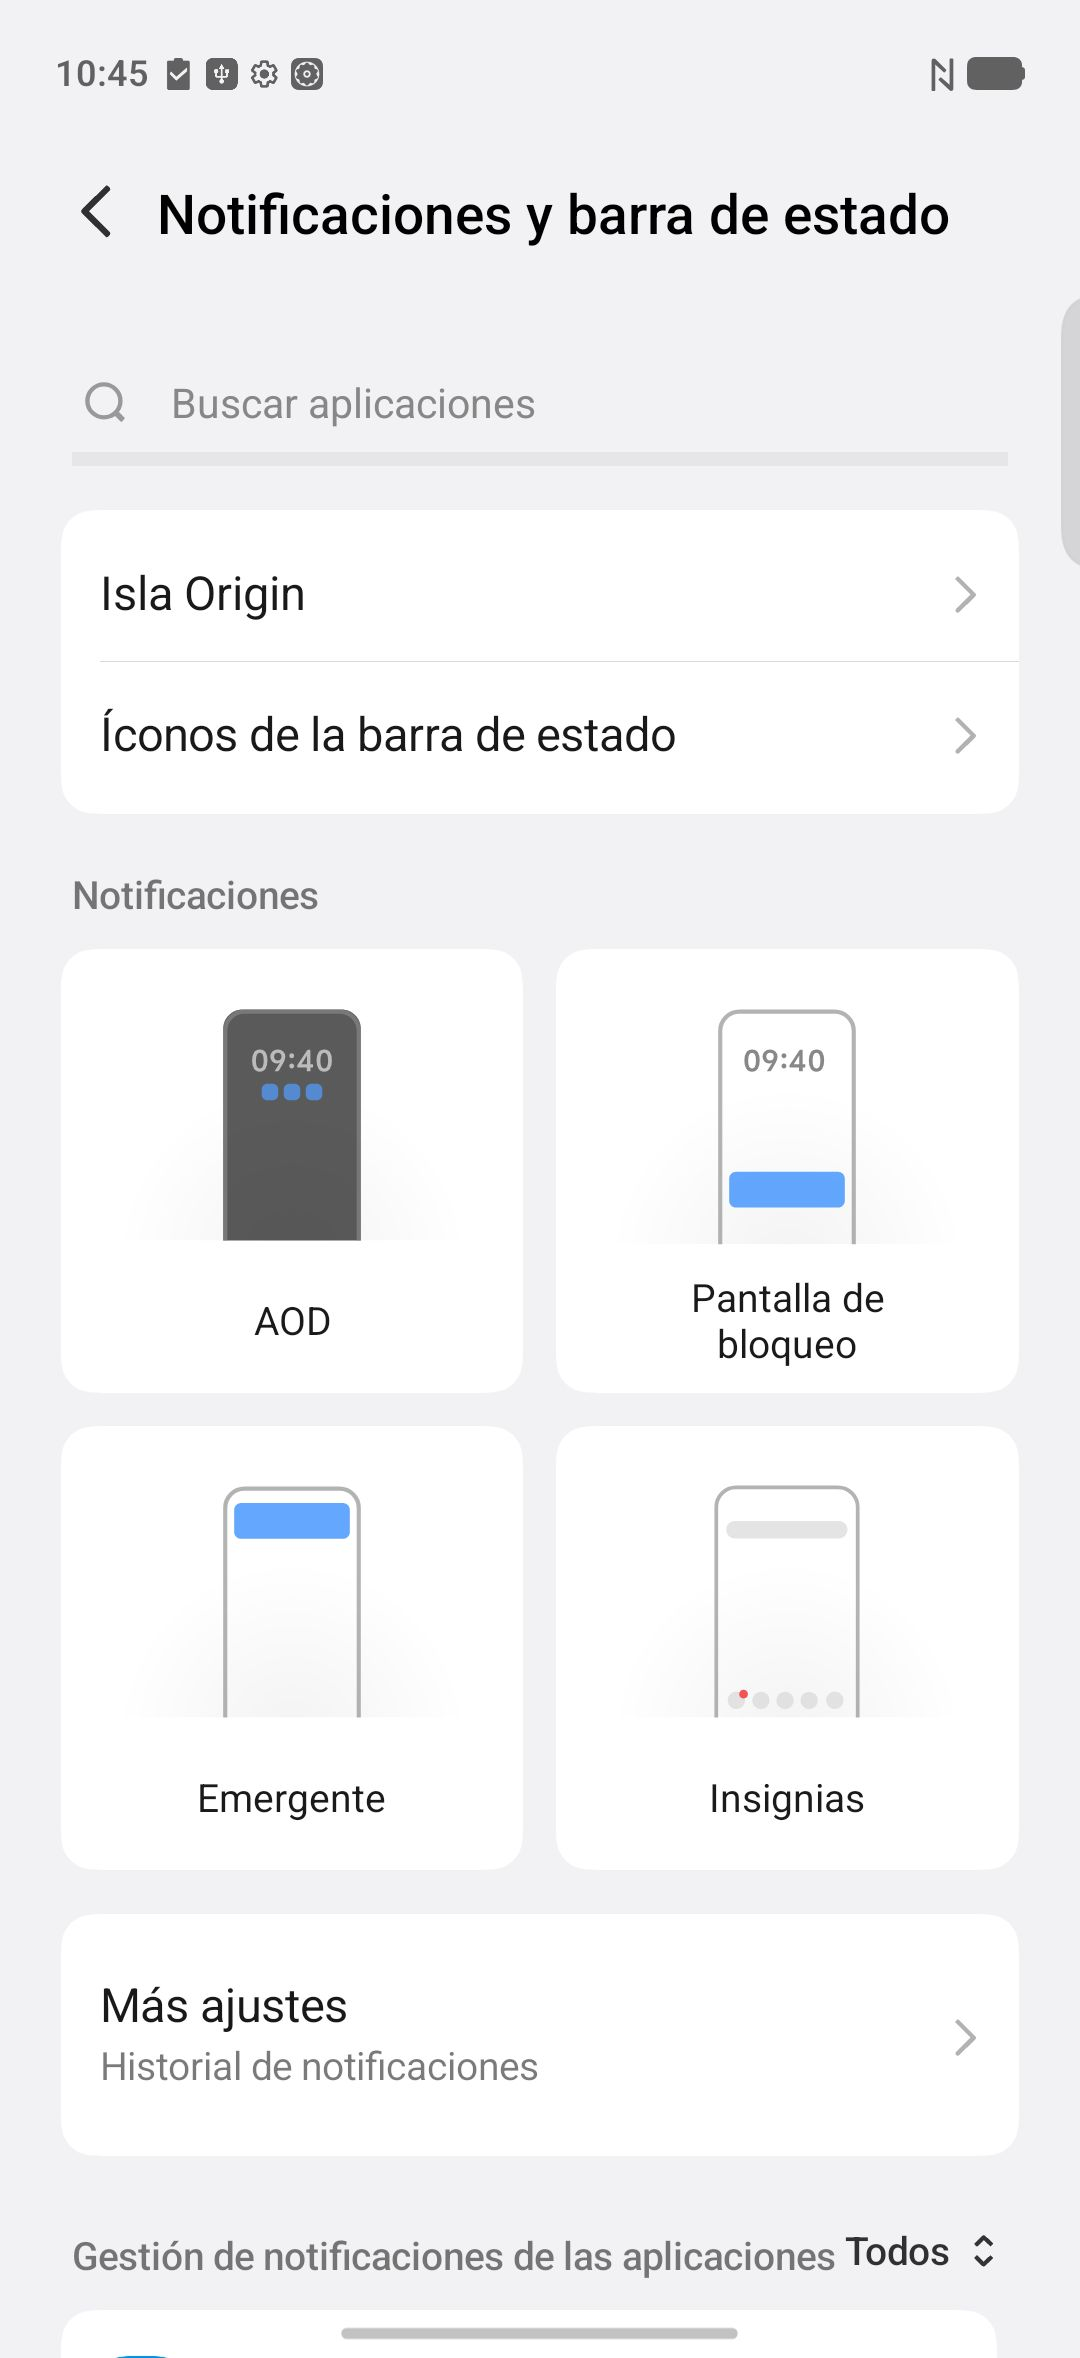 10:45
Notificaciones y barra de estado
Buscar aplicaciones
Isla Origin
Íconos de la barra de estado
Notificaciones
09:40
AOD
09:40
Pantalla de
bloqueo
Emergente
Insignias
Más ajustes
Historial de notificaciones
Gestión de notificaciones de las aplicaciones Todos